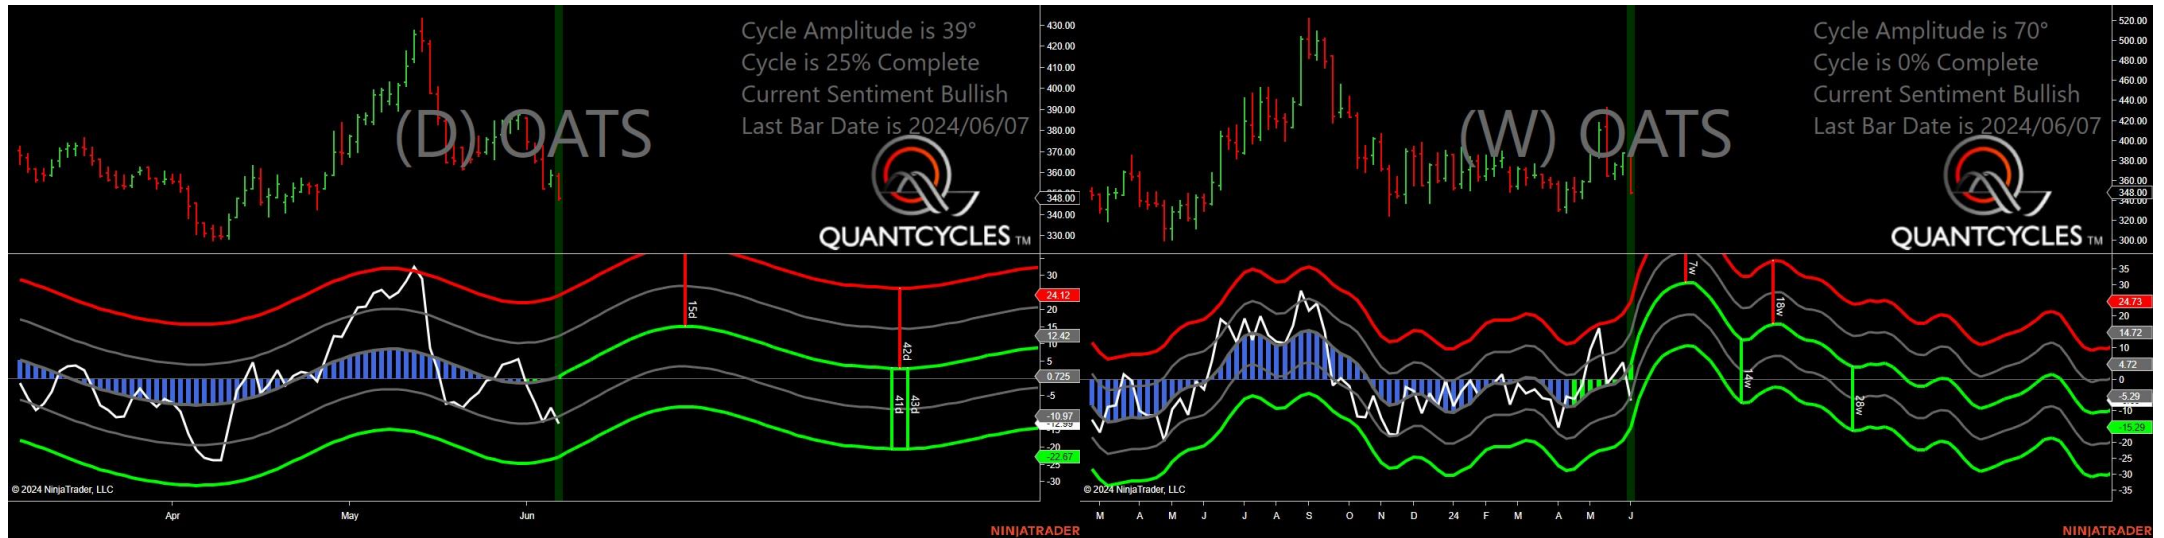 Cycle Amplitude is 39°
Cycle is 25% Complete
Current Sentiment Bullish
Last Bar Date is 2024/06/07
(D) OATS
QUANTCYCLES TM
430.00
420.00
410.00
400.00
390.00
380.00
370.00
360.00
348.00
340.00
330.00
30
24.12
20
15
12.42
10
5
0.725
-5
-10.97
-12.99
-20
-22.67
-25
-30
15d
42d
41d
43d
© 2024 NinjaTrader, LLC
Apr
May
Jun
NINJATRADER
Cycle Amplitude is 70°
Cycle is 0% Complete
Current Sentiment Bullish
Last Bar Date is 2024/06/07
(W) OATS
QUANTCYCLES TM
520.00
500.00
480.00
460.00
440.00
420.00
400.00
380.00
360.00
348.00
340.00
320.00
300.00
35
30
24.73
20
14.72
10
4.72
0
-5.29
-10
-15.29
-20
-25
-30
-35
7w
18w
14w
28w
© 2024 NinjaTrader, LLC
M
A
M
J
J
A
S
O
N
D
24
F
M
A
M
J
NINJATRADER